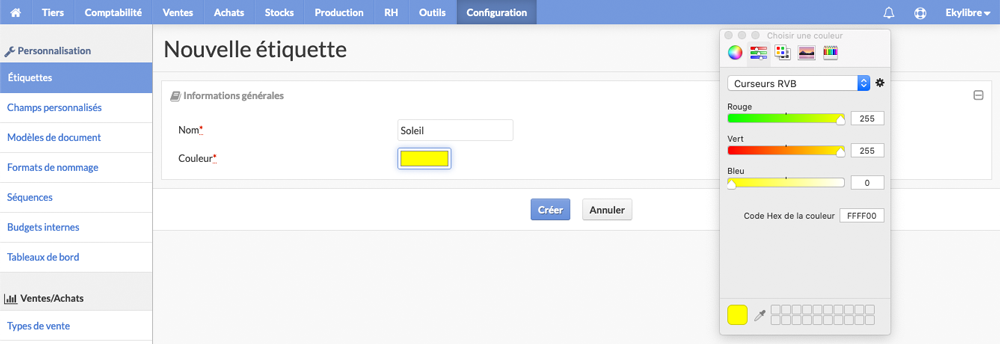 Tiers Comptabilité Ventes Achats Stocks Production RH Outils Configuration Ekylibre
Personnalisation
Étiquettes
Champs personnalisés
Modèles de document
Formats de nommage
Séquences
Budgets internes
Tableaux de bord
Ventes/Achats
Types de vente
Nouvelle étiquette
Informations générales
Nom* Soleil
Couleur*
Créer Annuler
Choisir une couleur
Curseurs RVB
Rouge
255
Vert
255
Bleu
0
Code Hex de la couleur FFFF00